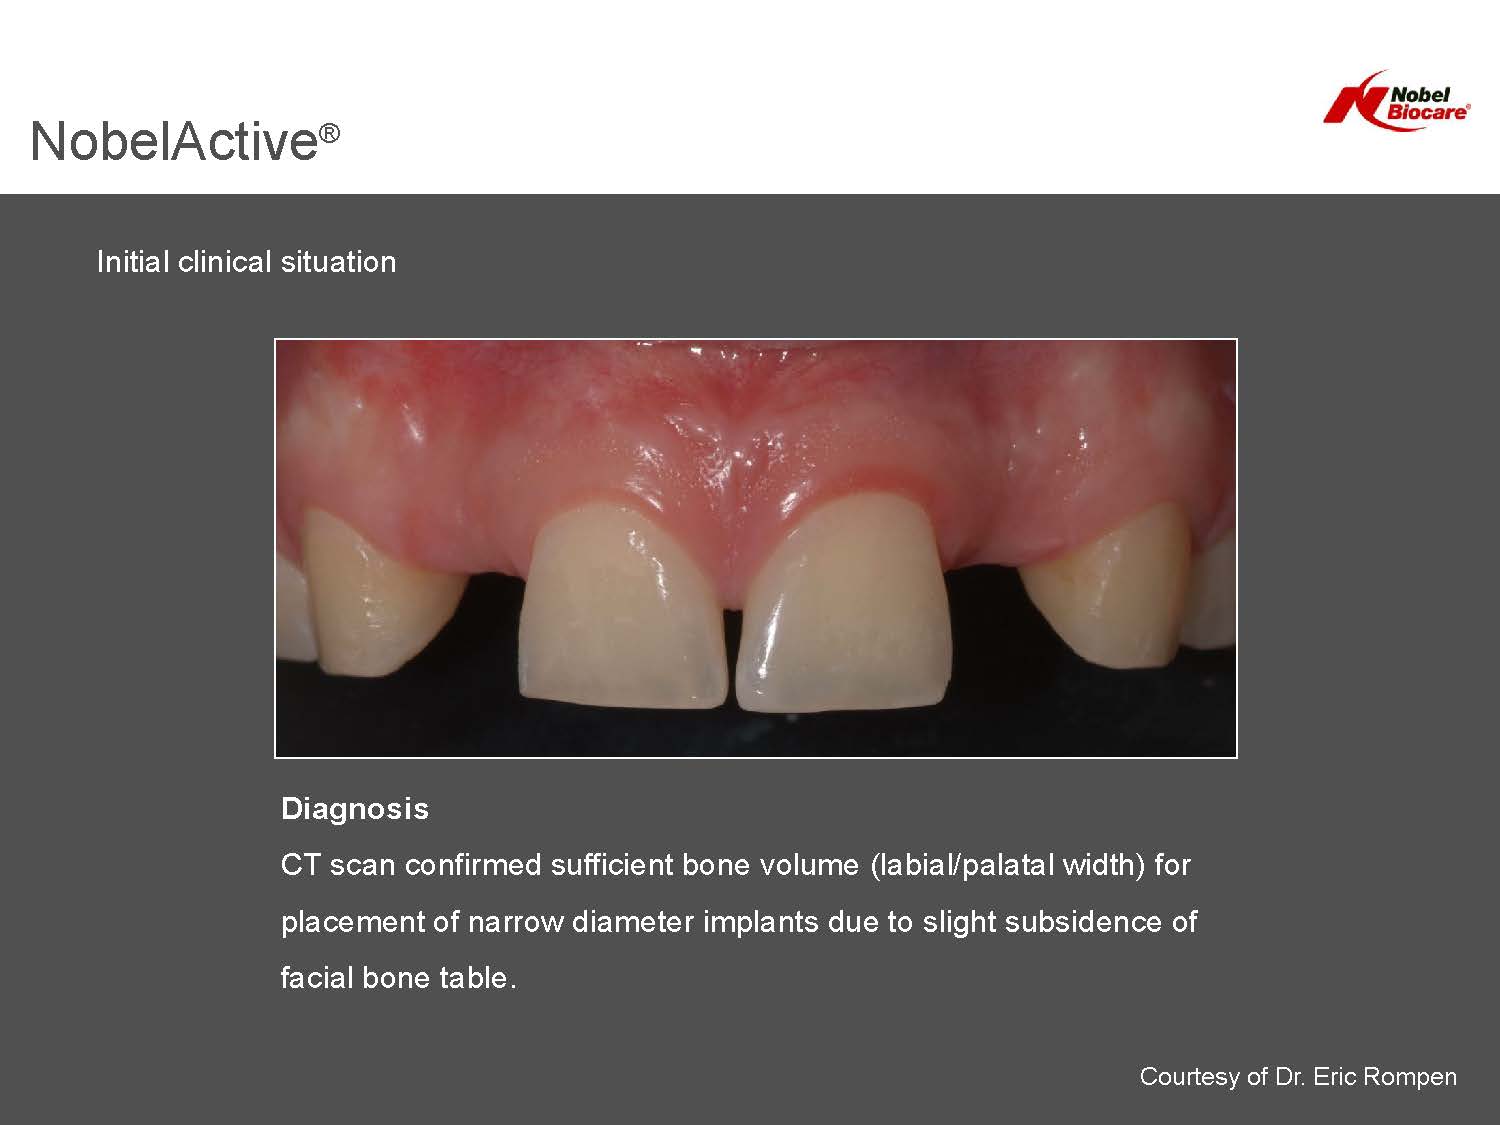 Nobel
Biocare®
NobelActive®
Initial clinical situation
Diagnosis
CT scan confirmed sufficient bone volume (labial/palatal width) for
placement of narrow diameter implants due to slight subsidence of
facial bone table.
Courtesy of Dr. Eric Rompen